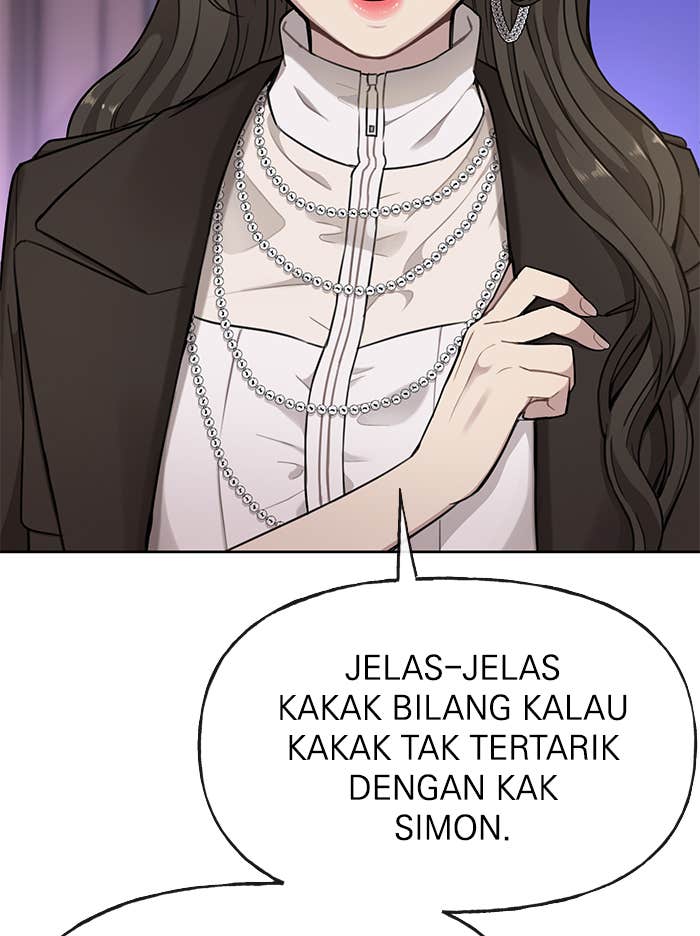 JELAS-JELAS
KAKAK BILANG KALAU
KAKAK TAK TERTARIK
DENGAN KAK
SIMON.